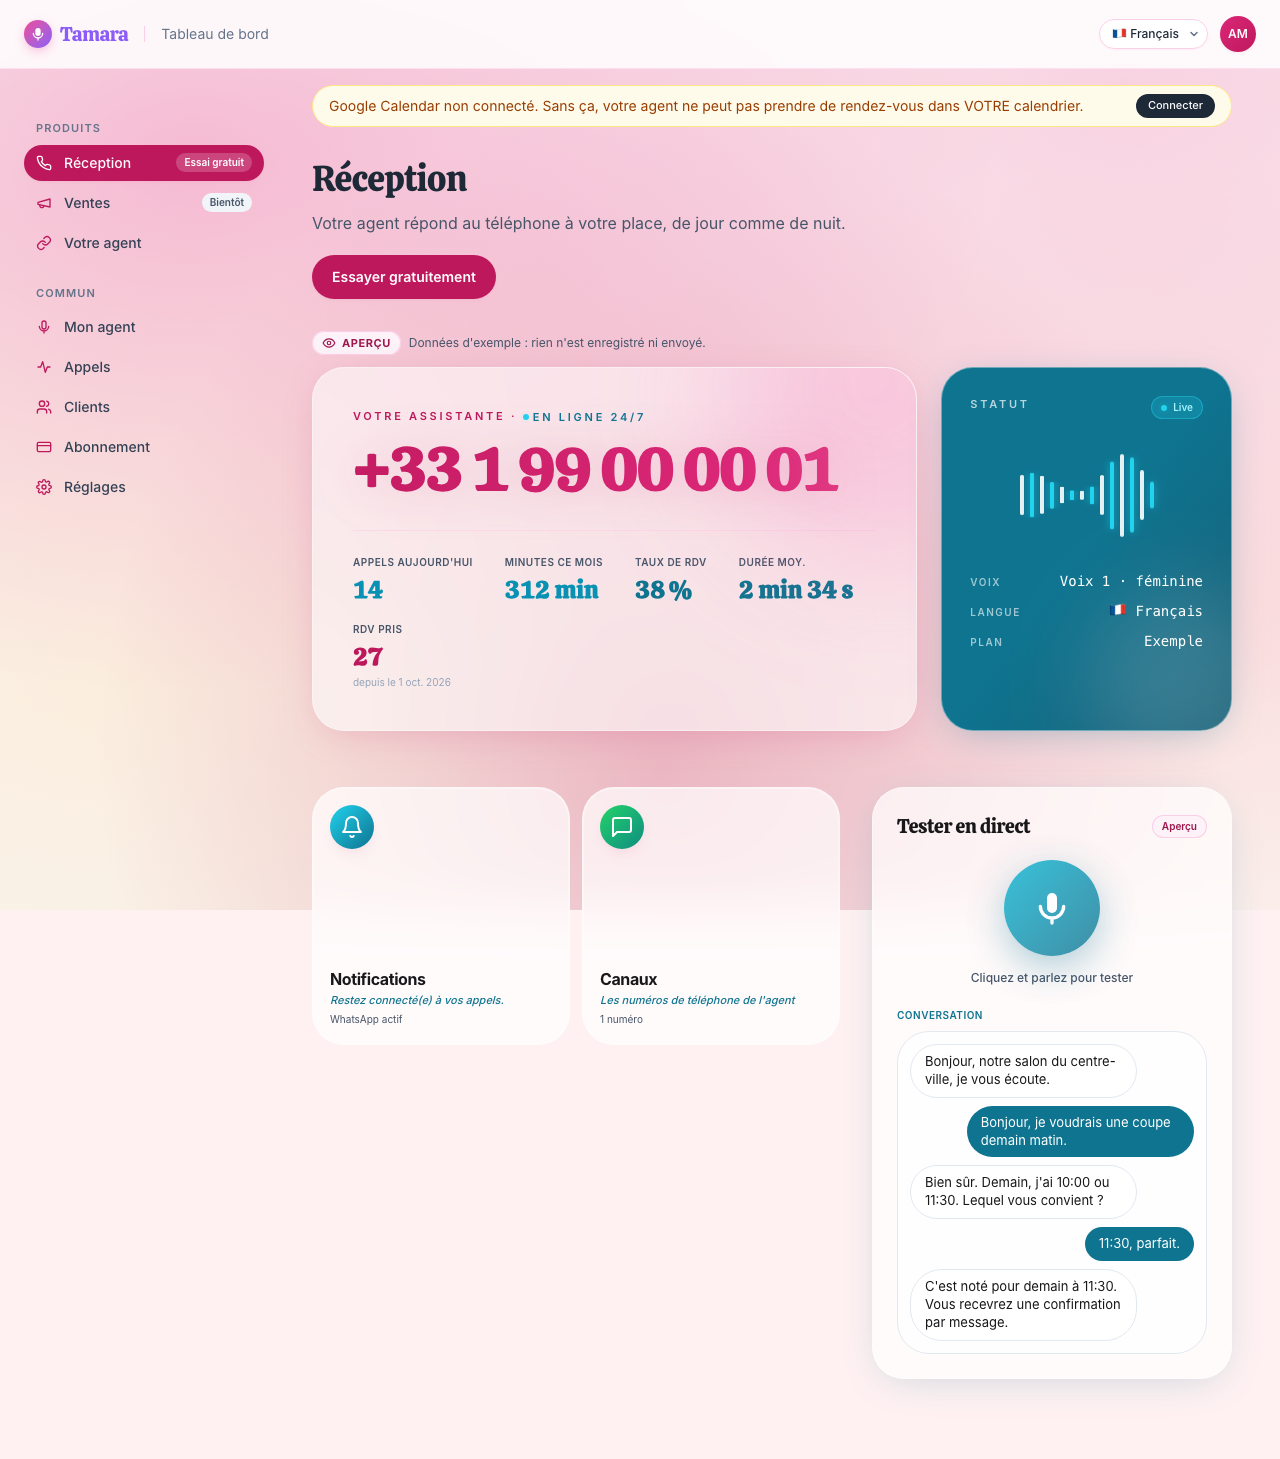 Tamara
Tableau de bord
Français
AM
Google Calendar non connecté. Sans ça, votre agent ne peut pas prendre de rendez-vous dans VOTRE calendrier.
Connecter
PRODUITS
Réception
Essai gratuit
Ventes
Bientôt
Votre agent
COMMUN
Mon agent
Appels
Clients
Abonnement
Réglages
Réception
Votre agent répond au téléphone à votre place, de jour comme de nuit.
Essayer gratuitement
APERÇU
Données d'exemple : rien n'est enregistré ni envoyé.
VOTRE ASSISTANTE · EN LIGNE 24/7
+33 1 99 00 00 01
APPELS AUJOURD'HUI
14
MINUTES CE MOIS
312 min
TAUX DE RDV
38 %
DURÉE MOY.
2 min 34 s
RDV PRIS
27
depuis le 1 oct. 2026
STATUT
Live
VOIX
Voix 1 · féminine
LANGUE
Français
PLAN
Exemple
Notifications
Restez connecté(e) à vos appels.
WhatsApp actif
Canaux
Les numéros de téléphone de l'agent
1 numéro
Tester en direct
Aperçu
Cliquez et parlez pour tester
CONVERSATION
Bonjour, notre salon du centre-
ville, je vous écoute.
Bonjour, je voudrais une coupe
demain matin.
Bien sûr. Demain, j'ai 10:00 ou
11:30. Lequel vous convient ?
11:30, parfait.
C'est noté pour demain à 11:30.
Vous recevrez une confirmation
par message.